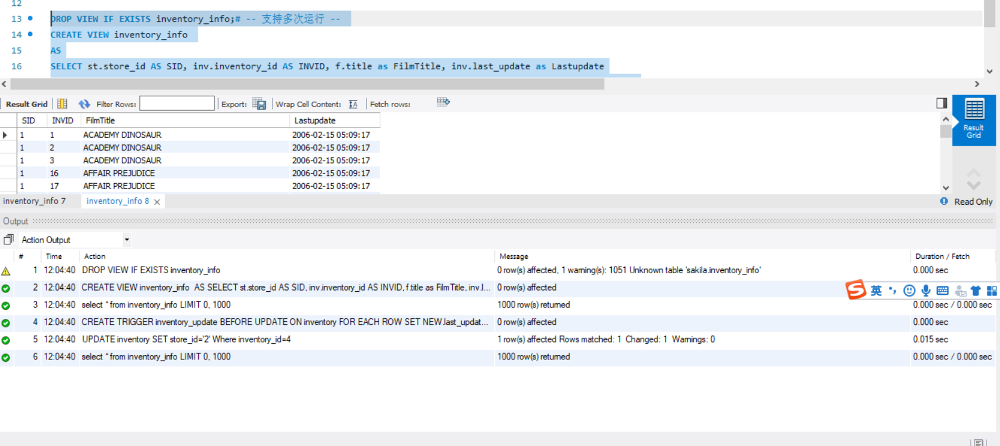 12
13 DROP VIEW IF EXISTS inventory_info;# -- 支持多次运行 --
14 CREATE VIEW inventory_info
15 AS
16 SELECT st.store_id AS SID, inv.inventory_id AS INVID, f.title as FilmTitle, inv.last_update as Lastupdate
Result Grid Filter Rows: Export: Wrap Cell Content: Fetch rows:
SID INVID FilmTitle Lastupdate
1 1 ACADEMY DINOSAUR 2006-02-15 05:09:17
1 2 ACADEMY DINOSAUR 2006-02-15 05:09:17
1 3 ACADEMY DINOSAUR 2006-02-15 05:09:17
1 16 AFFAIR PREJUDICE 2006-02-15 05:09:17
1 17 AFFAIR PREJUDICE 2006-02-15 05:09:17
Result
Grid
inventory_info 7 inventory_info 8 Read Only
Output
Action Output
# Time Action Message Duration / Fetch
1 12:04:40 DROP VIEW IF EXISTS inventory_info 0 row(s) affected, 1 warning(s): 1051 Unknown table 'sakila.inventory_info' 0.000 sec
2 12:04:40 CREATE VIEW inventory_info AS SELECT st.store_id AS SID, inv.inventory_id AS INVID, f.title as FilmTitle, inv.l... 0 row(s) affected
英
3 12:04:40 select * from inventory_info LIMIT 0, 1000 1000 row(s) returned 0.000 sec / 0.000 sec
4 12:04:40 CREATE TRIGGER inventory_update BEFORE UPDATE ON inventory FOR EACH ROW SET NEW.last_updat... 0 row(s) affected 0.000 sec
5 12:04:40 UPDATE inventory SET store_id='2' Where inventory_id=4 1 row(s) affected Rows matched: 1 Changed: 1 Warnings: 0 0.015 sec
6 12:04:40 select * from inventory_info LIMIT 0, 1000 1000 row(s) returned 0.000 sec / 0.000 sec